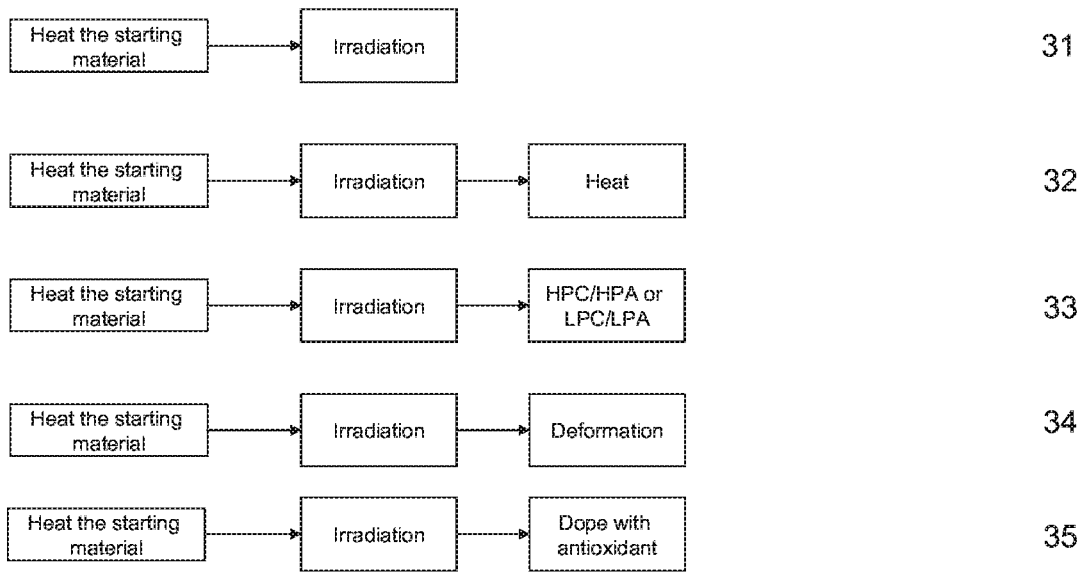 Heat the starting
material
Irradiation
31
Heat the starting
material
Irradiation
Heat
32
Heat the starting
material
Irradiation
HPC/HPA or
LPC/LPA
33
Heat the starting
material
Irradiation
Deformation
34
Heat the starting
material
Irradiation
Dope with
antioxidant
35